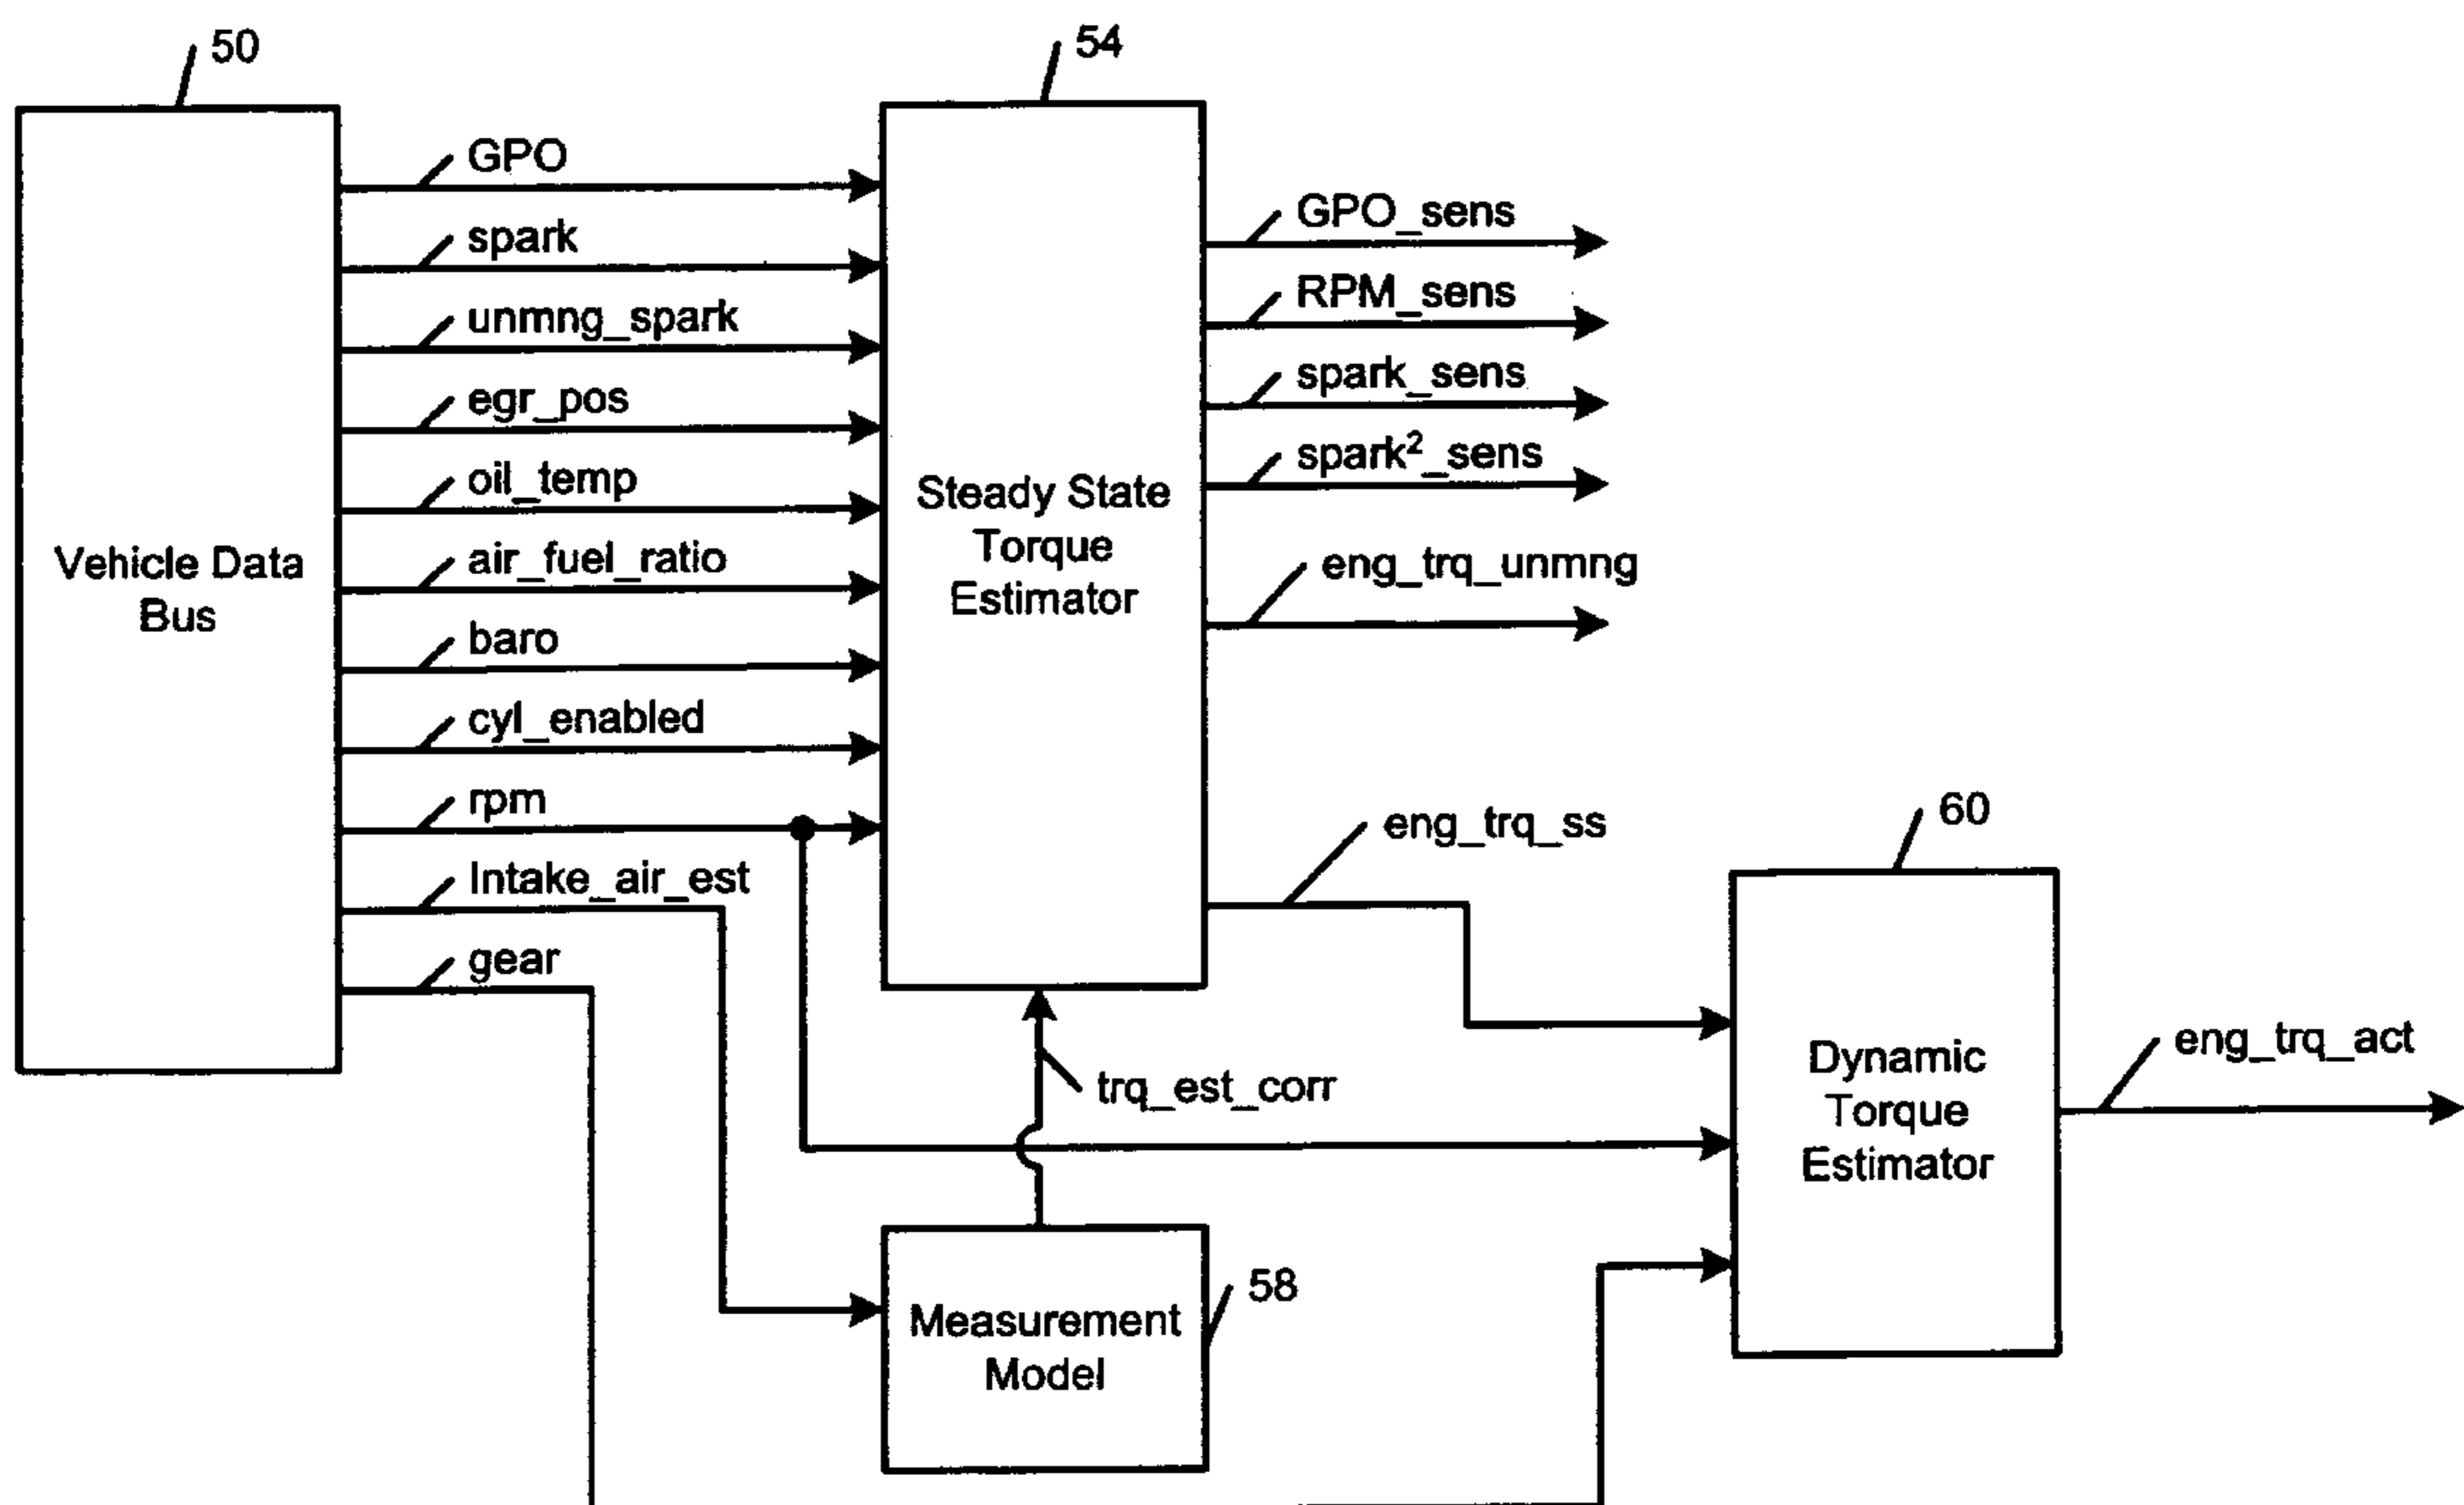 50
54
GPO
spark
unmng_spark
egr_pos
oil_temp
air_fuel_ratio
baro
cyl_enabled
rpm
Intake_air_est
gear
Vehicle Data
Bus
Steady State
Torque
Estimator
GPO_sens
RPM_sens
spark_sens
spark²_sens
eng_trq_unmng
eng_trq_ss
60
trq_est_corr
Dynamic
Torque
Estimator
eng_trq_act
58
Measurement
Model